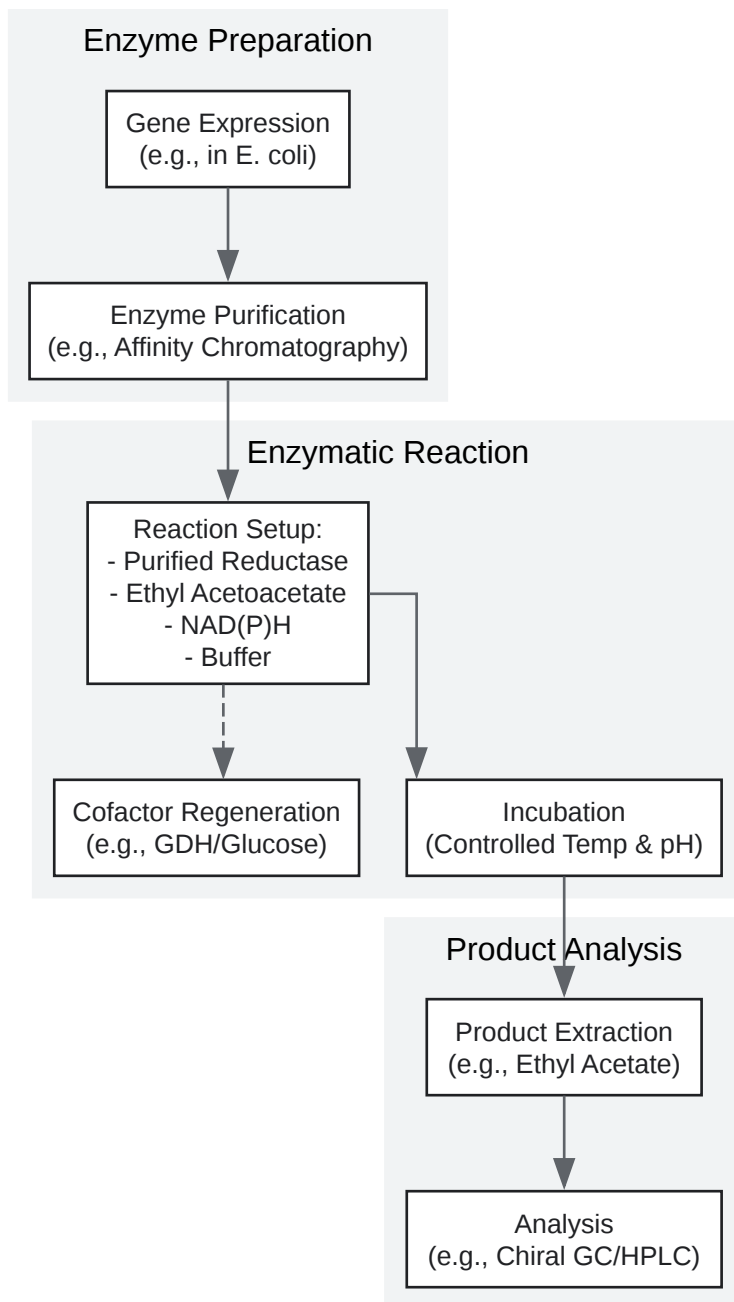 Enzyme Preparation
Gene Expression
(e.g., in E. coli)
Enzyme Purification
(e.g., Affinity Chromatography)
Enzymatic Reaction
Reaction Setup:
- Purified Reductase
- Ethyl Acetoacetate
- NAD(P)H
- Buffer
Cofactor Regeneration
(e.g., GDH/Glucose)
Incubation
(Controlled Temp & pH)
Product Analysis
Product Extraction
(e.g., Ethyl Acetate)
Analysis
(e.g., Chiral GC/HPLC)